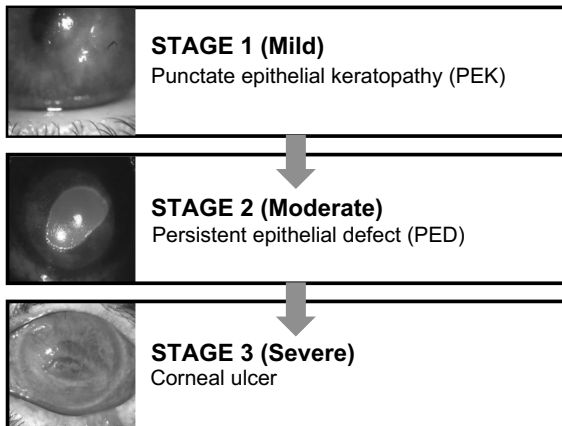 STAGE 1 (Mild)
Punctate epithelial keratopathy (PEK)
STAGE 2 (Moderate)
Persistent epithelial defect (PED)
STAGE 3 (Severe)
Corneal ulcer